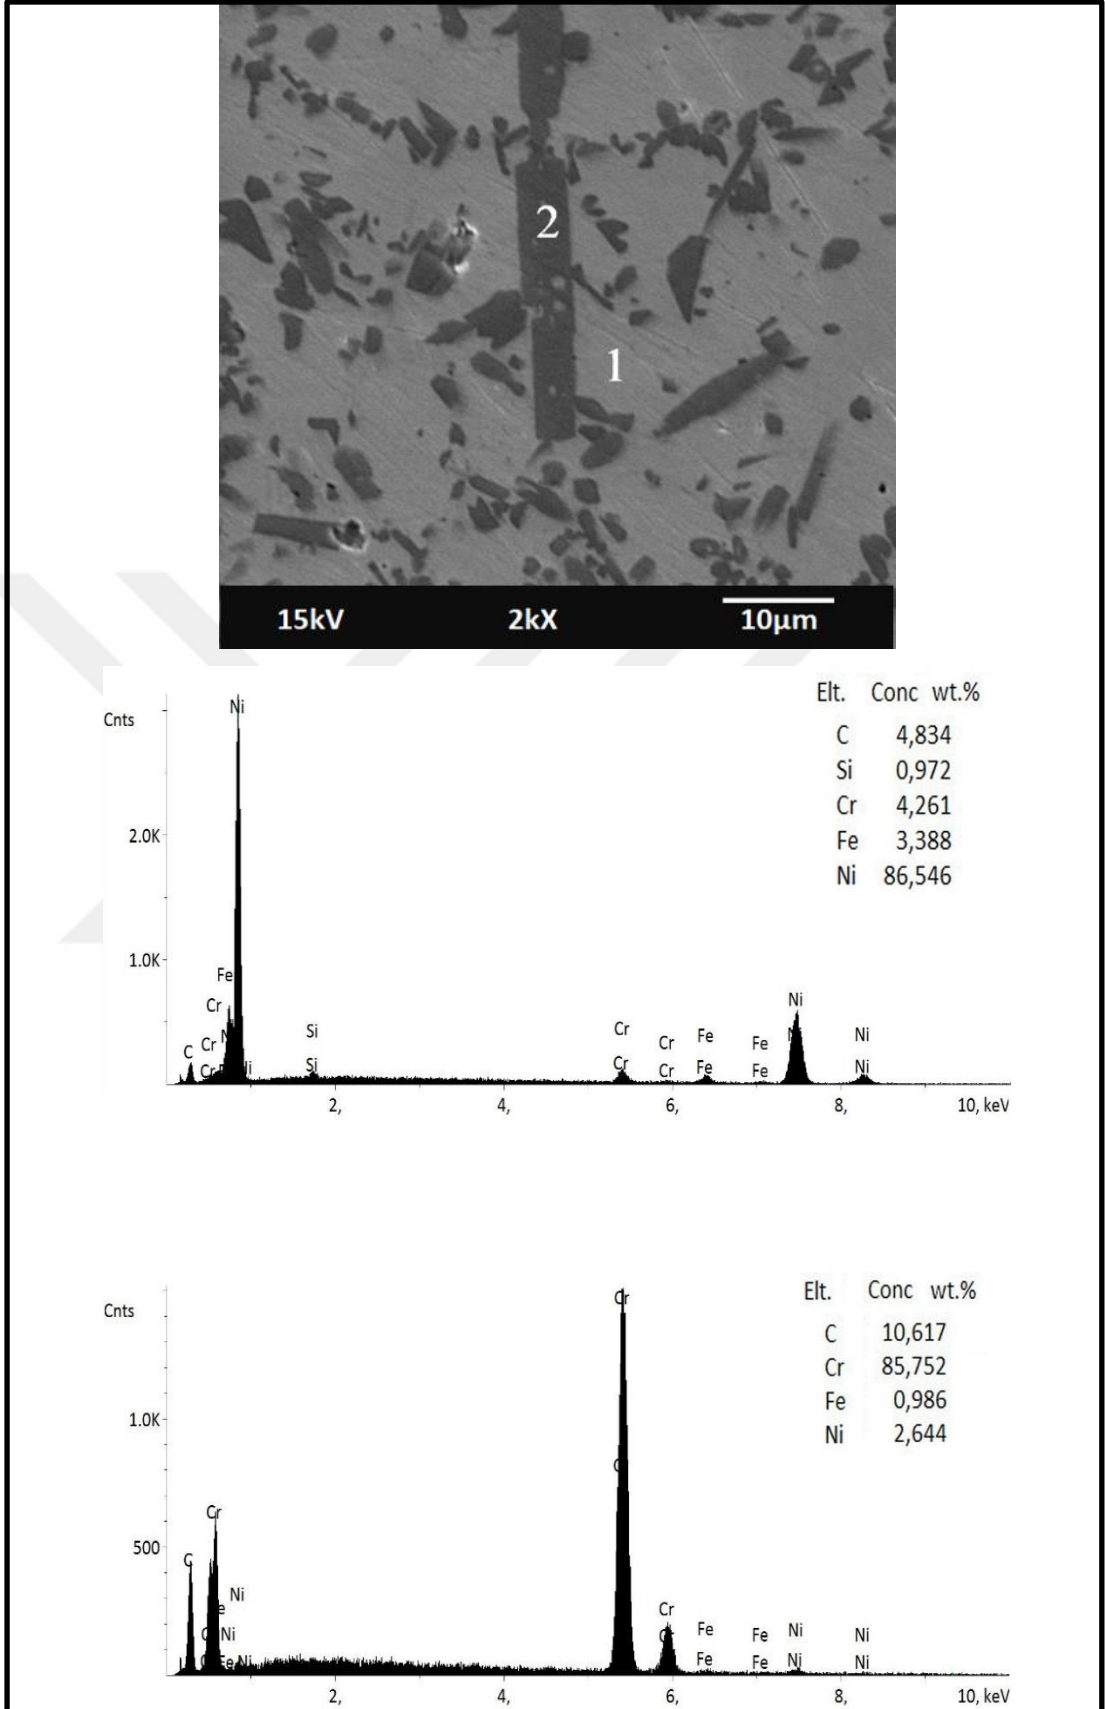 2
1
15kV 2kX 10µm
Elt. Conc wt.%
C 4,834
Si 0,972
Cr 4,261
Fe 3,388
Ni 86,546
Cnts
2.0K
1.0K
Ni
Fe
Cr
Cr
C
Cr
Si
Si
Cr
Cr
Cr
Cr
Fe
Fe
Fe
Fe
Ni
Ni
Ni
2, 4, 6, 8, 10, keV
Elt. Conc wt.%
C 10,617
Cr 85,752
Fe 0,986
Ni 2,644
Cnts
1.0K
500
Cr
C
Ni
Ni
Fe
Ni
Cr
Cr
Fe
Fe
Fe
Fe
Ni
Ni
Ni
Ni
2, 4, 6, 8, 10, keV